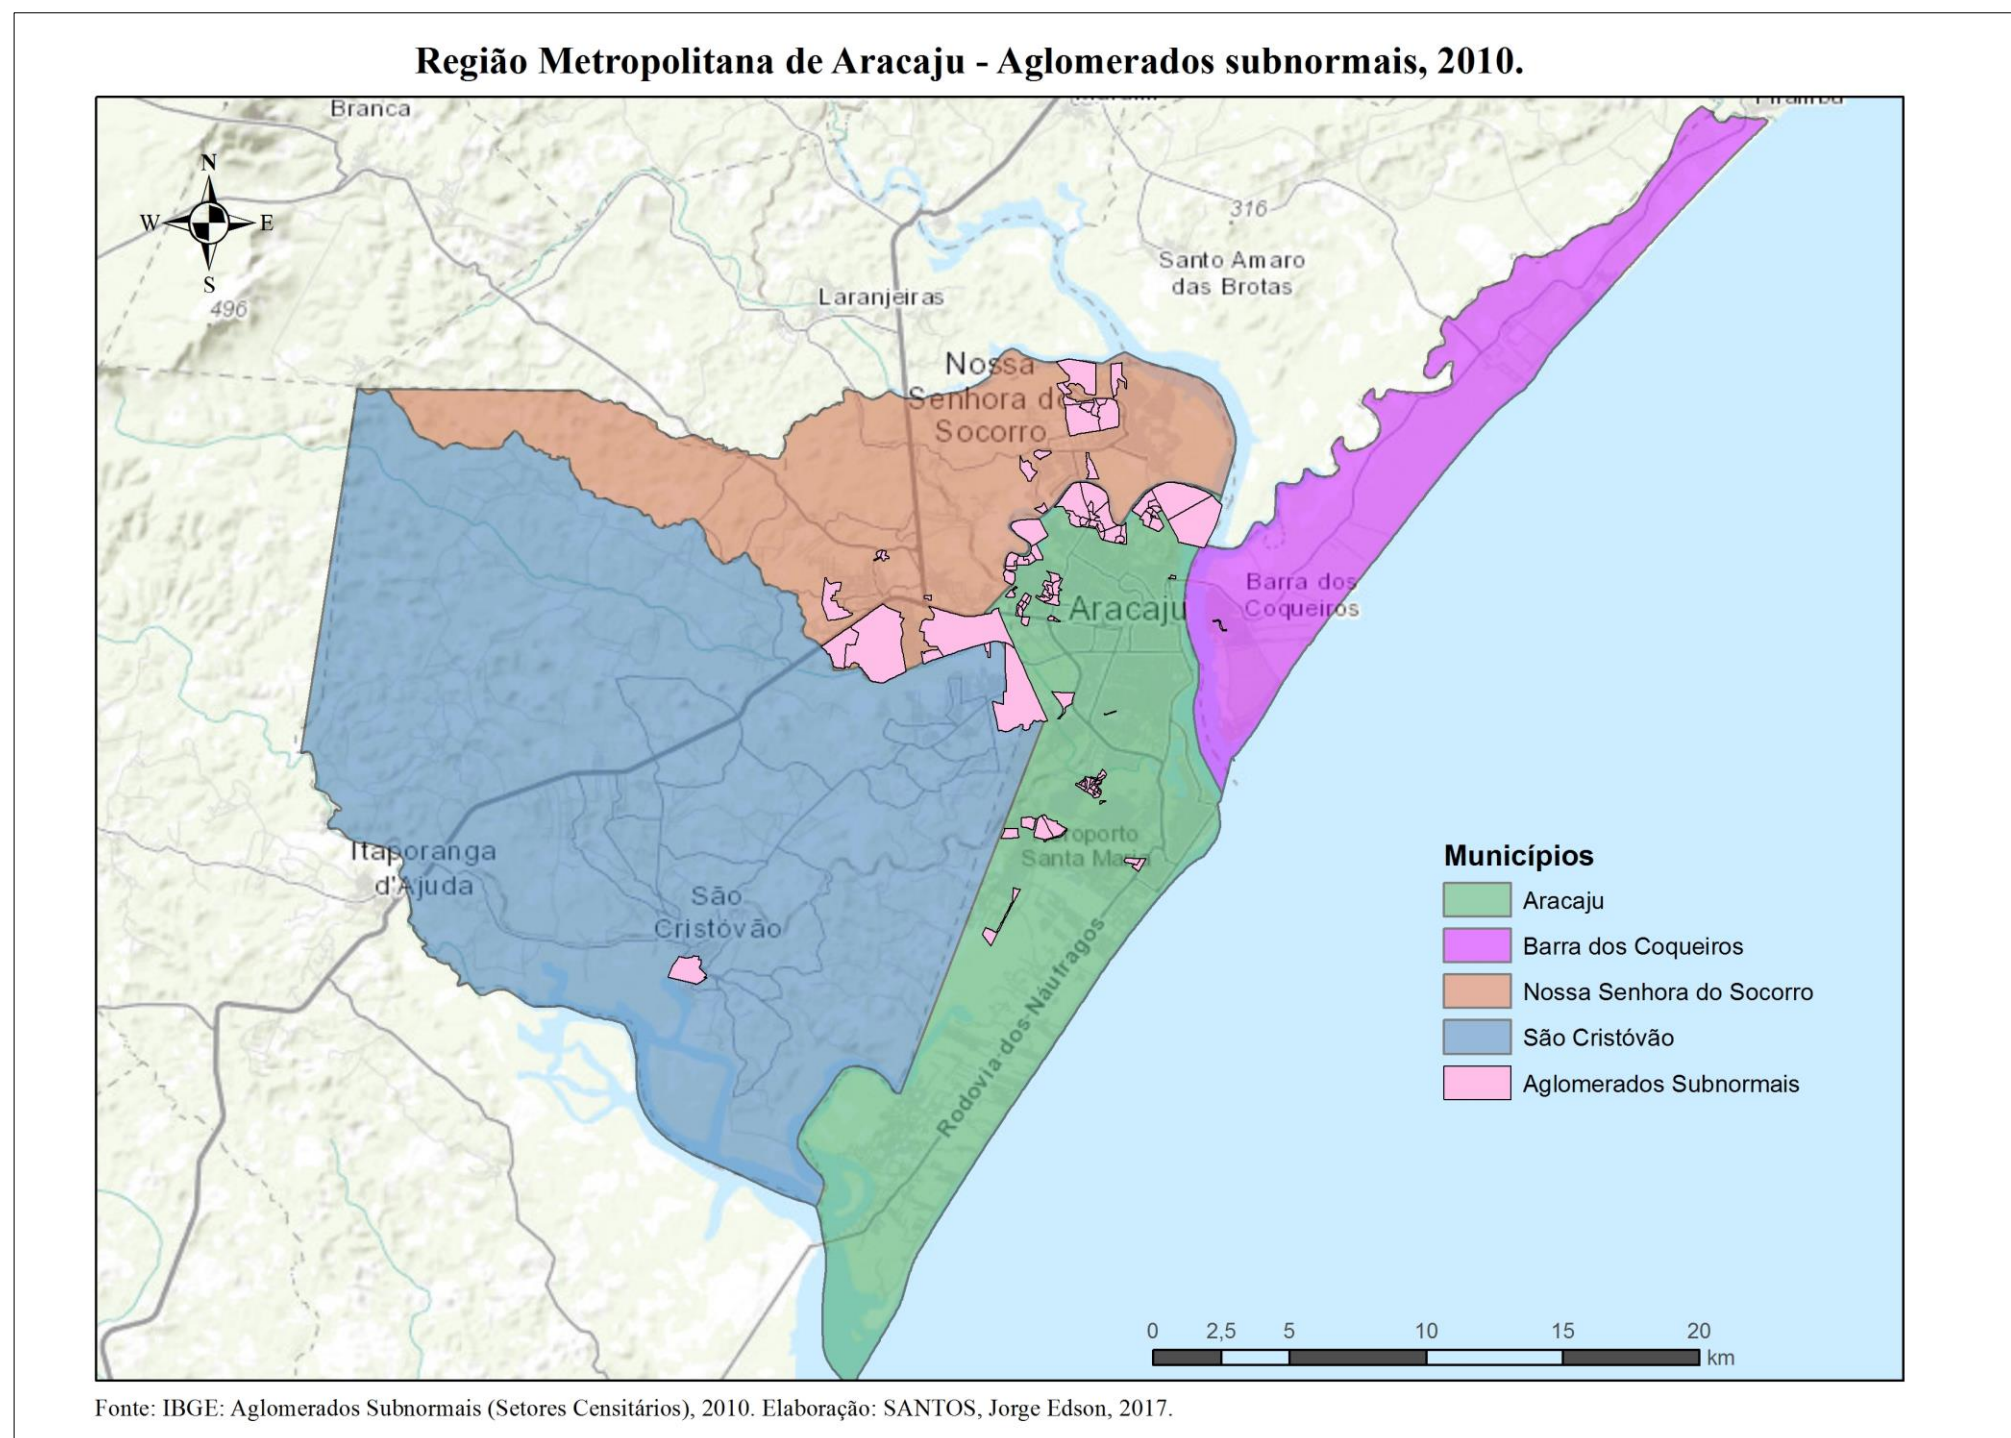 Região Metropolitana de Aracaju - Aglomerados subnormais, 2010.
Branca
N
W
E
S
496
316
Santo Amaro
das Brotas
Laranjeiras
Nossa
Senhora do
Socorro
Barra dos
Coqueiros
Aracaju
Aeroporto
Santa Maria
Itaporanga
d'Ajuda
São
Cristóvão
Rodovia-dos-Náufragos
Municípios
Aracaju
Barra dos Coqueiros
Nossa Senhora do Socorro
São Cristóvão
Aglomerados Subnormais
0 2,5 5 10 15 20
km
Fonte: IBGE: Aglomerados Subnormais (Setores Censitários), 2010. Elaboração: SANTOS, Jorge Edson, 2017.